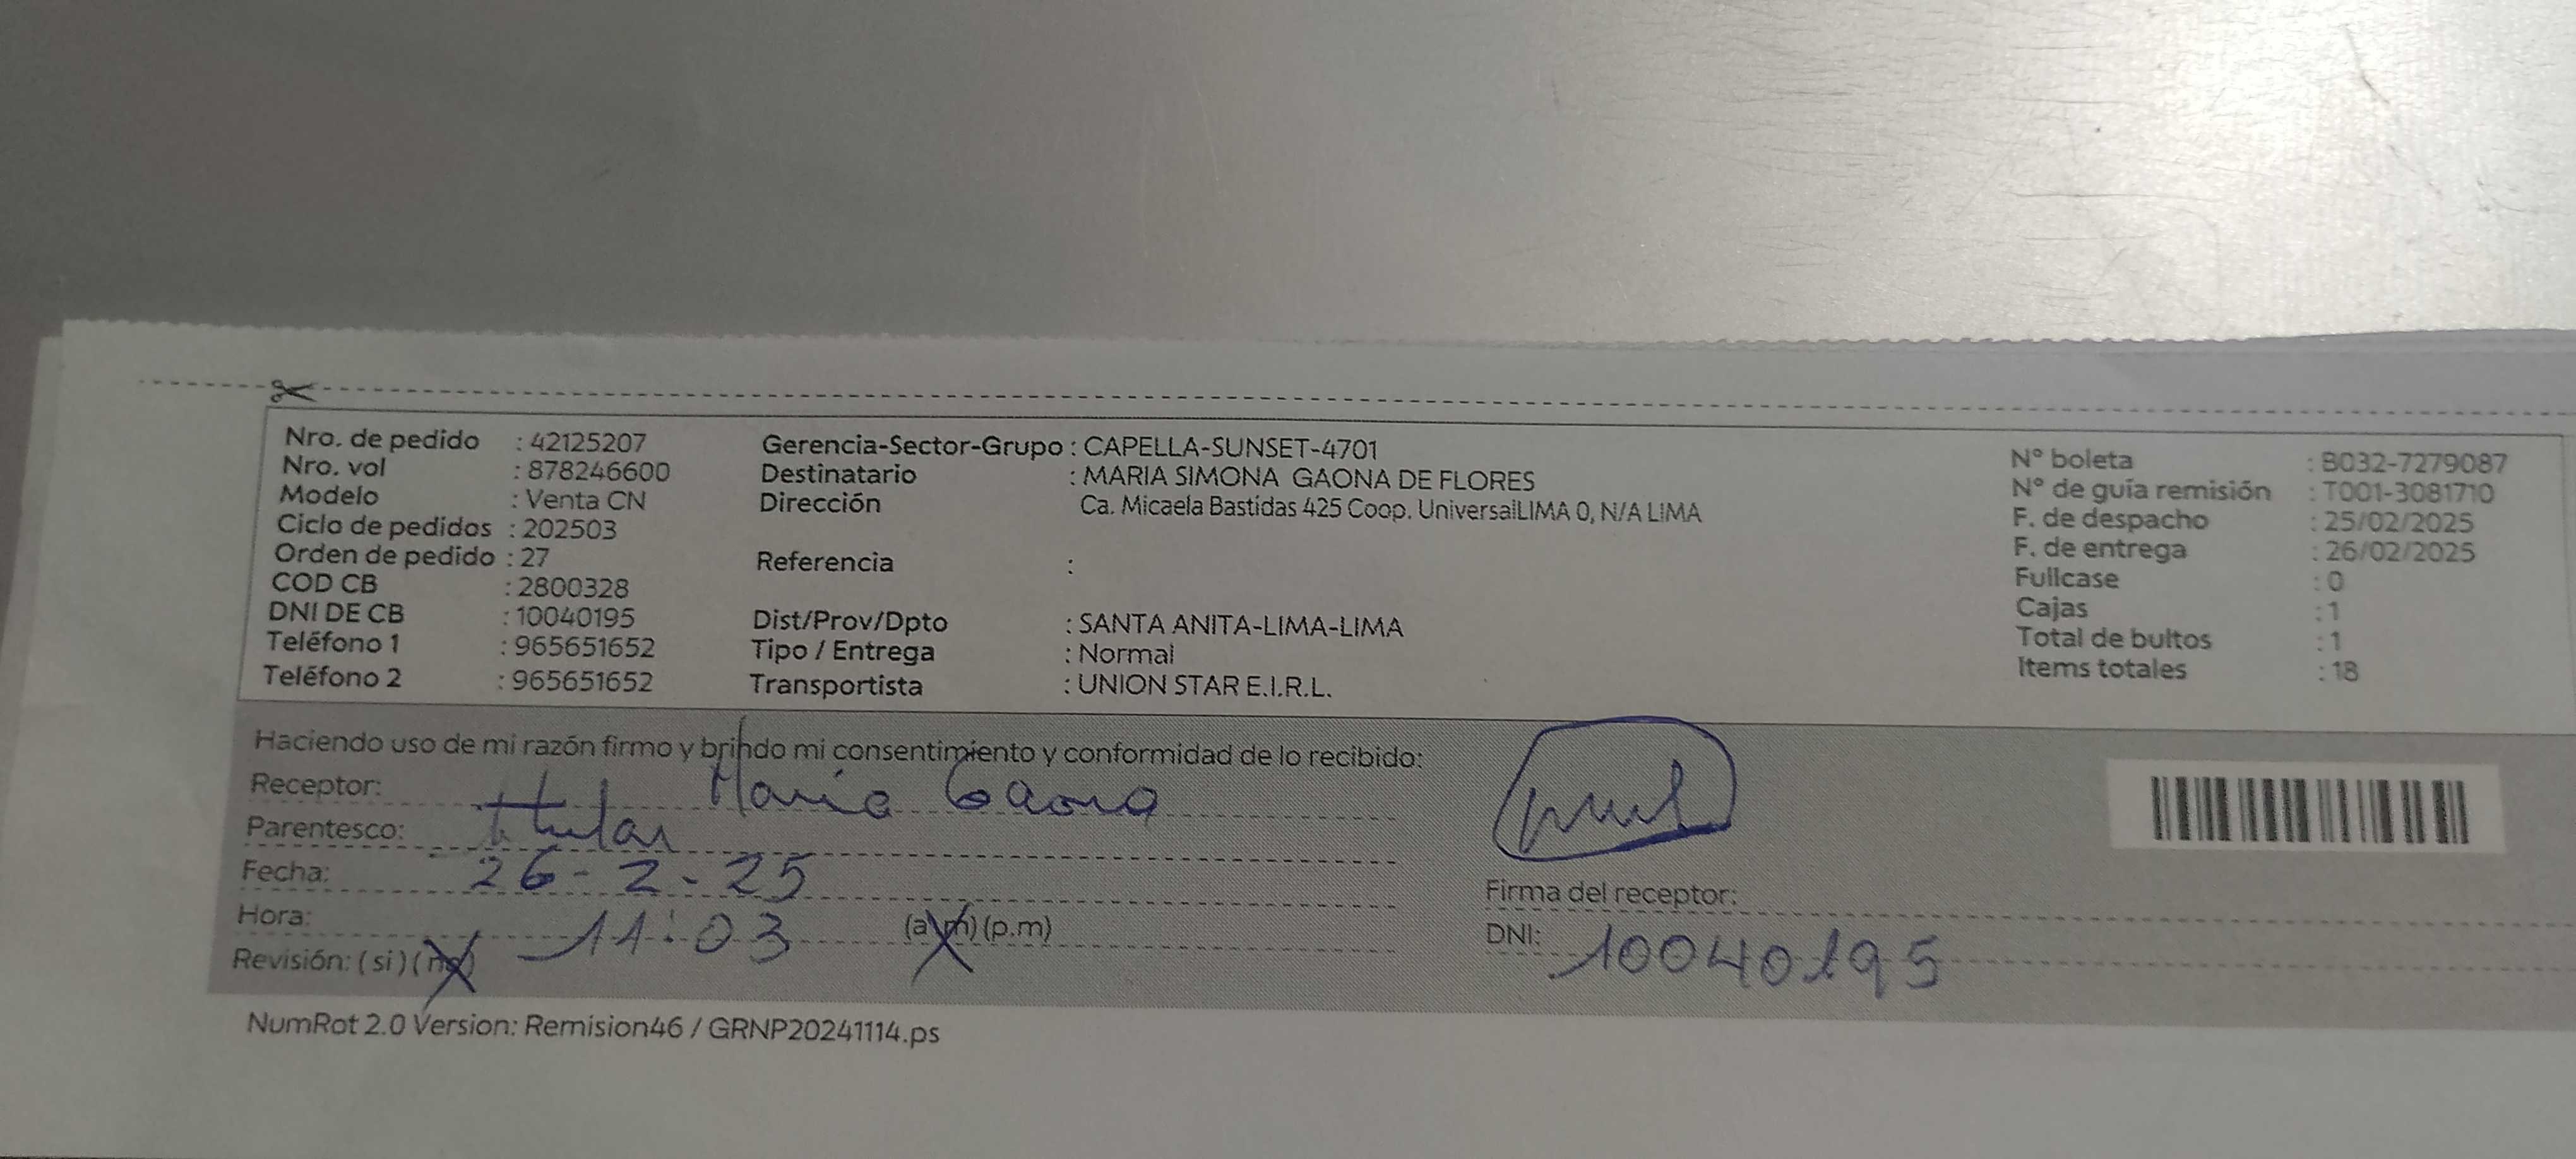 Nro. de pedido : 42125207
Nro. vol : 878246600
Modelo : Venta CN
Ciclo de pedidos : 202503
Orden de pedido : 27
COD CB : 2800328
DNI DE CB : 10040195
Teléfono 1 : 965651652
Teléfono 2 : 965651652
Gerencia-Sector-Grupo : CAPELLA-SUNSET-4701
Destinatario : MARIA SIMONA GAONA DE FLORES
Dirección Ca. Micaela Bastidas 425 Coop. UniversalLIMA 0, N/A LIMA
Referencia :
Dist/Prov/Dpto : SANTA ANITA-LIMA-LIMA
Tipo / Entrega : Normal
Transportista : UNION STAR E.I.R.L.
N° boleta : B032-7279087
N° de guía remisión : T001-3081710
F. de despacho : 25/02/2025
F. de entrega : 26/02/2025
Fullcase : 0
Cajas : 1
Total de bultos : 1
Items totales : 18
Haciendo uso de mi razón firmo y brindo mi consentimiento y conformidad de lo recibido:
Receptor: Maria Gaona
Parentesco: titular
Fecha: 26-2-25
Hora: 11:03 (a.m) (p.m)
Revisión: (si) (no)
Firma del receptor:
DNI: 10040195
NumRot 2.0 Version: Remision46 / GRNP20241114.ps